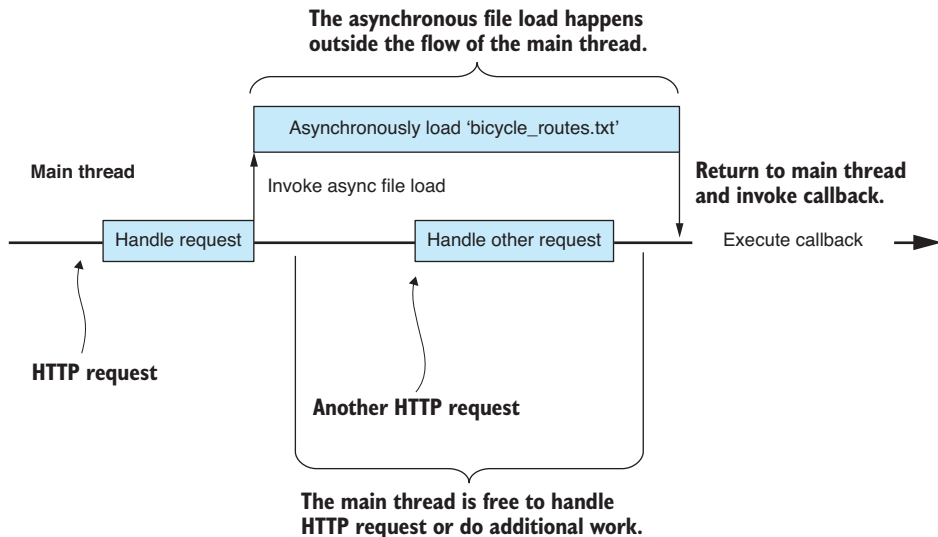 The asynchronous file load happens
outside the flow of the main thread.
Asynchronously load ‘bicycle_routes.txt’
Main thread
Invoke async file load
Return to main thread
and invoke callback.
Handle request
Handle other request
Execute callback
HTTP request
Another HTTP request
The main thread is free to handle
HTTP request or do additional work.